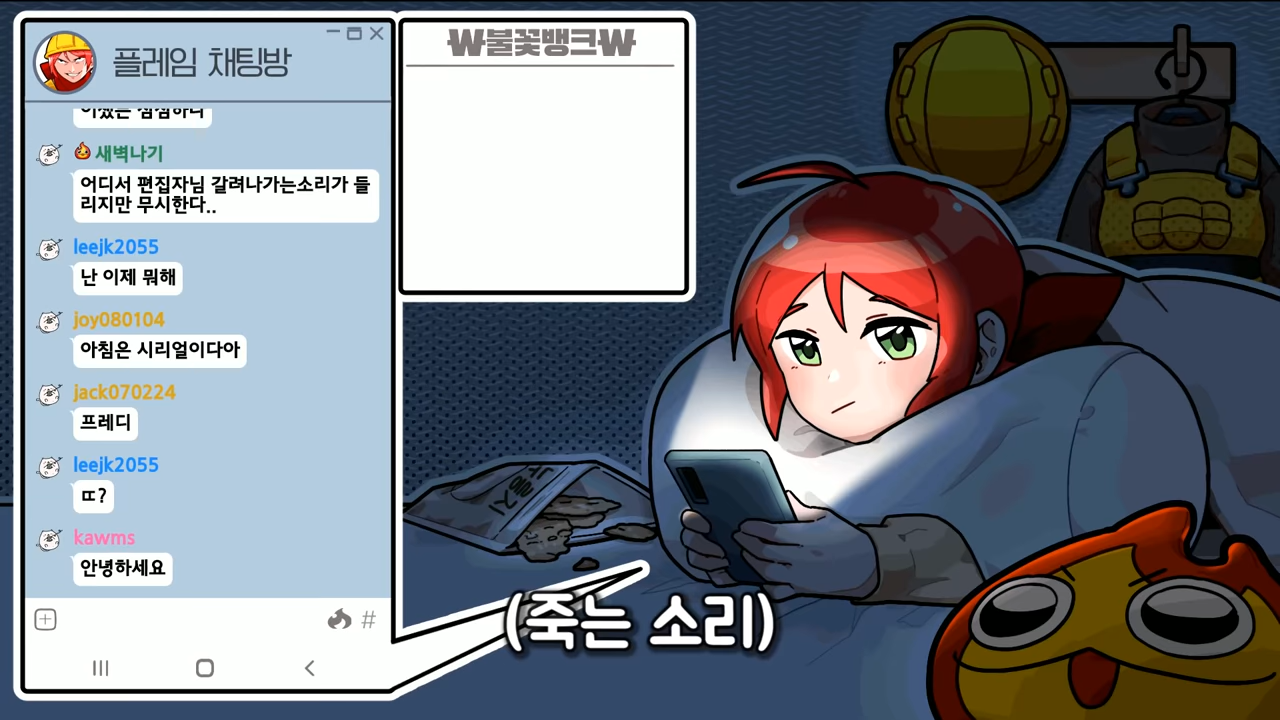 플레임 채팅방
₩불꽃뱅크₩
새벽나기
어디서 편집자님 갈려나가는소리가 들
리지만 무시한다..
leejk2055
난 이제 뭐해
joy080104
아침은 시리얼이다아
jack070224
프레디
leejk2055
ㄸ?
kawms
안녕하세요
#
(죽는 소리)